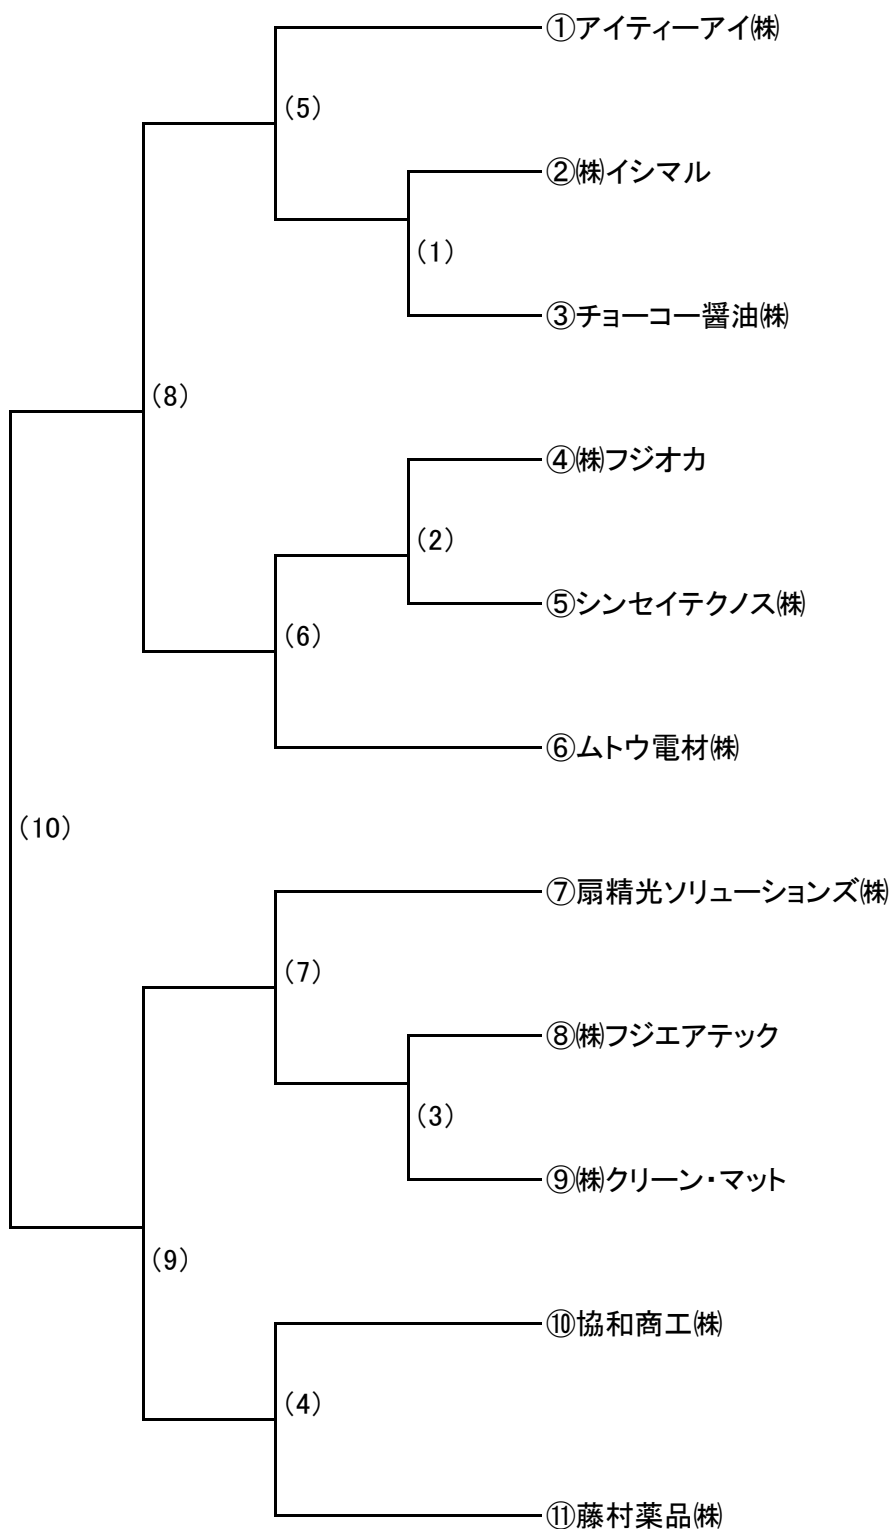 ①アイティーアイ㈱
（5）
②㈱イシマル
（1）
③チョーコー醤油㈱
（8）
④㈱フジオカ
（2）
⑤シンセイテクノス㈱
（6）
⑥ムトウ電材㈱
（10）
⑦扇精光ソリューションズ㈱
（7）
⑧㈱フジエアテック
（3）
⑨㈱クリーン・マット
（9）
⑩協和商工㈱
（4）
⑪藤村薬品㈱